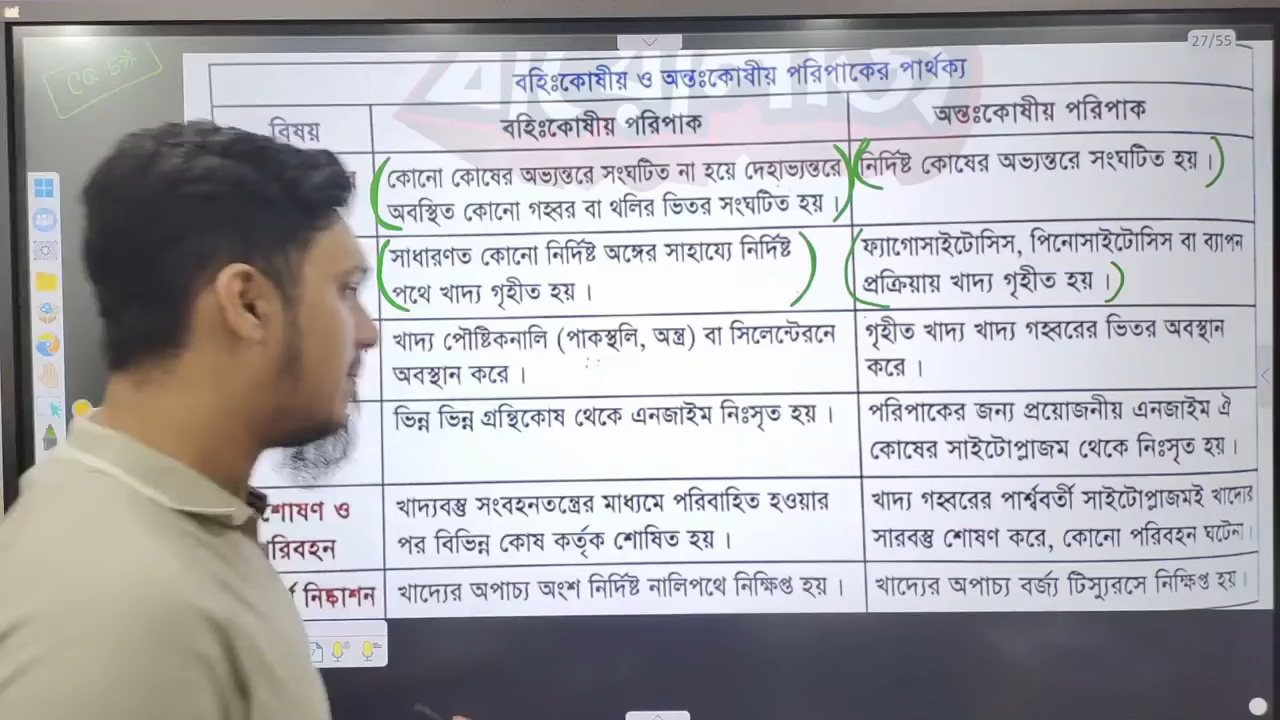 27/55
CQ
বহিঃকোষীয় ও অন্তঃকোষীয় পরিপাকের পার্থক্য
বিষয়
বহিঃকোষীয় পরিপাক
অন্তঃকোষীয় পরিপাক
কোনো কোষের অভ্যন্তরে সংঘটিত না হয়ে দেহাভ্যন্তরে
অবস্থিত কোনো গহ্বর বা থলির ভিতর সংঘটিত হয়।
নির্দিষ্ট কোষের অভ্যন্তরে সংঘটিত হয়।
সাধারণত কোনো নির্দিষ্ট অঙ্গের সাহায্যে নির্দিষ্ট
পথে খাদ্য গৃহীত হয়।
ফ্যাগোসাইটোসিস, পিনোসাইটোসিস বা ব্যাপন
প্রক্রিয়ায় খাদ্য গৃহীত হয়।
খাদ্য পৌষ্টিকনালি (পাকস্থলি, অন্ত্র) বা সিলেন্টেরনে
অবস্থান করে।
গৃহীত খাদ্য খাদ্য গহ্বরের ভিতর অবস্থান
করে।
ভিন্ন ভিন্ন গ্রন্থিকোষ থেকে এনজাইম নিঃসৃত হয়।
পরিপাকের জন্য প্রয়োজনীয় এনজাইম ঐ
কোষের সাইটোপ্লাজম থেকে নিঃসৃত হয়।
শোষণ ও
রিবহন
খাদ্যবস্তু সংবহনতন্ত্রের মাধ্যমে পরিবাহিত হওয়ার
পর বিভিন্ন কোষ কর্তৃক শোষিত হয়।
খাদ্য গহ্বরের পার্শ্ববর্তী সাইটোপ্লাজমই খাদ্যের
সারবস্তু শোষণ করে, কোনো পরিবহন ঘটেনা।
নিষ্কাশন
খাদ্যের অপাচ্য অংশ নির্দিষ্ট নালিপথে নিক্ষিপ্ত হয়।
খাদ্যের অপাচ্য বর্জ্য টিস্যুরসে নিক্ষিপ্ত হয়।